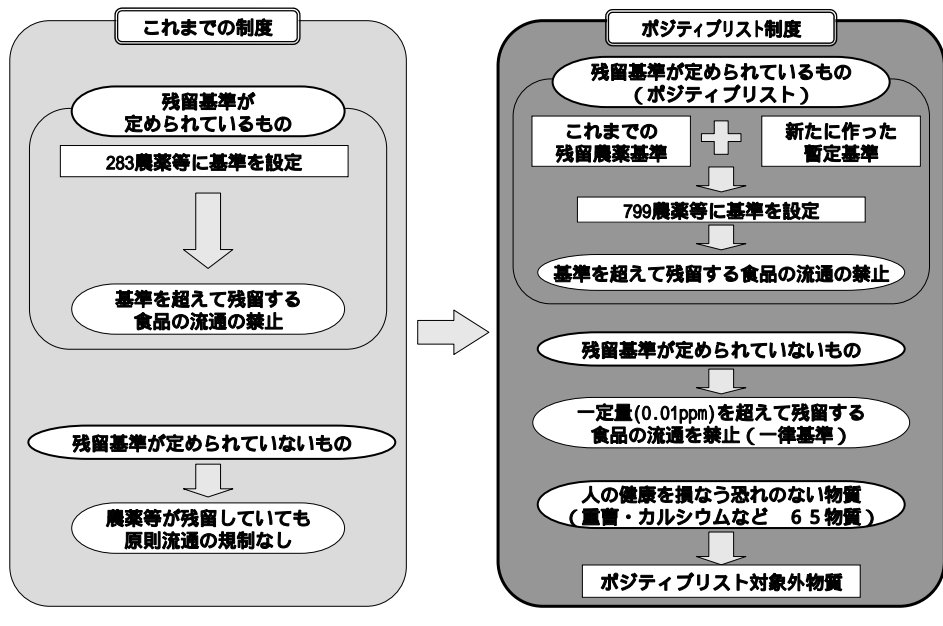 これまでの制度
残留基準が
定められているもの
283農薬等に基準を設定
基準を超えて残留する
食品の流通の禁止
残留基準が定められていないもの
農薬等が残留していても
原則流通の規制なし
ポジティブリスト制度
残留基準が定められているもの
（ポジティブリスト）
これまでの
残留農薬基準
新たに作った
暫定基準
799農薬等に基準を設定
基準を超えて残留する食品の流通の禁止
残留基準が定められていないもの
一定量(0.01ppm)を超えて残留する
食品の流通を禁止（一律基準）
人の健康を損なう恐れのない物質
（重曹・カルシウムなど　６５物質）
ポジティブリスト対象外物質